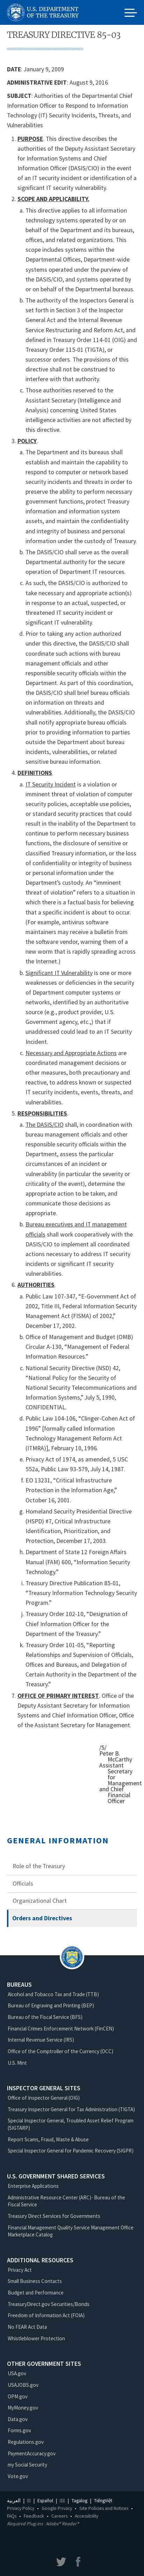 U.S. DEPARTMENT
OF THE TREASURY
TREASURY DIRECTIVE 85-03
DATE: January 9, 2009
ADMINISTRATIVE EDIT: August 9, 2016
SUBJECT: Authorities of the Departmental Chief
Information Officer to Respond to Information
Technology (IT) Security Incidents, Threats, and
Vulnerabilities
1. PURPOSE. This directive describes the
authorities of the Deputy Assistant Secretary
for Information Systems and Chief
Information Officer (DASIS/CIO) in the event
of an IT security incident or identification of a
significant IT security vulnerability.
2. SCOPE AND APPLICABILITY.
a. This directive applies to all information
technology systems managed and/or
operated by or on behalf of all bureaus,
offices, and related organizations. This
scope includes systems within the
Departmental Offices, Department-wide
systems operated under the purview of
the DASIS/CIO, and systems operated by
or on behalf of the Departmental bureaus.
b. The authority of the Inspectors General is
set forth in Section 3 of the Inspector
General Act and the Internal Revenue
Service Restructuring and Reform Act, and
defined in Treasury Order 114-01 (OIG) and
Treasury Order 115-01 (TIGTA), or
successor orders. The provisions of this
directive shall not be construed to
interfere with that authority.
c. Those authorities reserved to the
Assistant Secretary (Intelligence and
Analysis) concerning United States
intelligence activities are not affected by
this directive.
3. POLICY.
a. The Department and its bureaus shall
establish and maintain the capability to
respond to and mitigate computer security
incidents and threats impacting the
Department and its bureaus, and to
proactively pursue emerging government
security policies, protect from incidents and
information technology and systems
assets, and defend confidentiality
and integrity of sensitive and classified
information under the custody of Treasury.
b. The DASIS/CIO shall serve as the overall
Departmental authority for the secure
operation of Department IT resources.
c. As such, the DASIS/CIO is authorized to
take any necessary and appropriate action(s)
in response to an actual, suspected, or
threatened IT security incident or
significant IT vulnerability.
d. Prior to taking any action authorized
under this directive, the DASIS/CIO shall
coordinate such actions with bureau
management officials and others
responsible for security within offices of the
Department. As part of this coordination,
the DASIS/CIO shall brief bureau officials
on information on threats and
vulnerabilities. Additionally, the DASIS/CIO
prior to releasing information to parties
outside the Department about bureau
incidents, vulnerabilities, or related
sensitive bureau information.
4. DEFINITIONS.
a. IT Security Incident is a violation or an
imminent threat of violation of computer
security policies, acceptable use policies,
or standard security practices that could
result in the failure of the ability of
to conduct business, disruption of
necessary business functions, disclosure
of sensitive information, or the loss
of confidence in the integrity of
information held by business or loss of
customer's custody. An "imminent
threat of violation" refers to a situation in
which the organization has a factual basis
for believing that an incident is about to
occur. (For example, antivirus software
maintainers may receive a bulletin from
the software vendor, warning them of new
malware that is rapidly spreading across
the Internet.)
b. Significant IT Vulnerability is one or more
weaknesses or deficiencies in the security
of Department computer systems or
networks, identified by an authoritative
source (e.g., product provider, U.S.
Government agency, etc.,) that if
unaddressed could lead to an IT Security
Incident.
c. Necessary and Appropriate Actions are
coordinated management decisions or
other measures, both precautionary and
reactive, to address known or suspected
IT security incidents, events, threats, and
vulnerabilities.
5. RESPONSIBILITIES.
a. The DASIS/CIO shall, in coordination with
bureau management and other
responsible security officials within the
Department, assess the particular
circumstances of an incident or
vulnerability (in particular the severity or
criticality of the event), determine the
appropriate action to be taken, and
communicate those decisions as
appropriate.
b. Bureau executives and IT management
officials shall work cooperatively with the
DASIS/CIO to implement all coordinated
actions necessary to address IT security
incidents or significant IT security
vulnerabilities.
6. AUTHORITIES.
a. Public Law 107-347, "E-Government Act of
2002, Title III, Federal Information Security
Management Act (FISMA) of 2002,"
December 17, 2002.
b. Office of Management and Budget (OMB)
Circular A-130, "Management of Federal
Information Resources."
c. National Security Directive (NSD) 42,
"National Policy for the Security of
National Security Telecommunications and
Information Systems," July 5, 1990,
CONFIDENTIAL.
d. Public Law 104-106, "Clinger-Cohen Act of
1996" [formally called Information
Technology Management Reform Act
(ITMRA)], February 10, 1996.
e. Privacy Act of 1974, as amended, 5 USC
552a, Public Law 93-579, July 14, 1987.
f. EO 13231, "Critical Infrastructure
Protection in the Information Age,"
October 16, 2001.
g. Homeland Security Presidential Directive
(HSPD) #7, Critical Infrastructure
Identification, Prioritization, and
Protection, December 17, 2003.
h. Department of State 12 Foreign Affairs
Manual (FAM) 600, "Information Security
Technology"
i. Treasury Directive Publication 85-01,
"Treasury Information Technology Security
Program."
j. Treasury Order 102-10, "Designation of
Chief Information Officer for the
Department of the Treasury."
k. Treasury Order 101-05, "Reporting
Relationships and Supervision of Officials,
Offices and Bureaus, and Delegation of
Certain Authority in the Department of the
Treasury."
7. OFFICE OF PRIMARY INTEREST. Office of the
Deputy Assistant Secretary for Information
Systems and Chief Information Officer, Office
of the Assistant Secretary for Management.
/S/
Peter B.
McCarthy
Assistant
Secretary
for
Management
and Chief
Financial
Officer
GENERAL INFORMATION
Role of the Treasury
Officials
Organizational Chart
Orders and Directives
BUREAUS
Alcohol and Tobacco Tax and Trade (TTB)
Bureau of Engraving and Printing (BEP)
Bureau of the Fiscal Service (BFS)
Financial Crimes Enforcement Network (FinCEN)
Internal Revenue Service (IRS)
Office of the Comptroller of the Currency (OCC)
U.S. Mint
INSPECTOR GENERAL SITES
Office of Inspector General (OIG)
Treasury Inspector General for Tax Administration (TIGTA)
Special Inspector General, Troubled Asset Relief Program
(SIGTARP)
Report Scams, Fraud, Waste & Abuse
Special Inspector General for Pandemic Recovery (SIGPR)
U.S. GOVERNMENT SHARED SERVICES
Enterprise Applications
Administrative Resource Center (ARC)- Bureau of the
Fiscal Service
Treasury Direct Services for Governments
Financial Management Quality Service Management Office
Marketplace Catalog
ADDITIONAL RESOURCES
Privacy Act
Small Business Contacts
Budget and Performance
TreasuryDirect.gov Securities/Bonds
Freedom of Information Act (FOIA)
No FEAR Act Data
Whistleblower Protection
OTHER GOVERNMENT SITES
USA.gov
USAJOBS.gov
OPM.gov
MyMoney.gov
Data.gov
Forms.gov
Regulations.gov
PaymentAccuracy.gov
my Social Security
Vote.gov
العربية | Español | Tagalog | Tiếng Việt
Privacy Policy • Google Privacy • Site Policies and Notices •
FAQs • Feedback • Careers • Accessibility
Required Plug-ins Adobe® Reader®